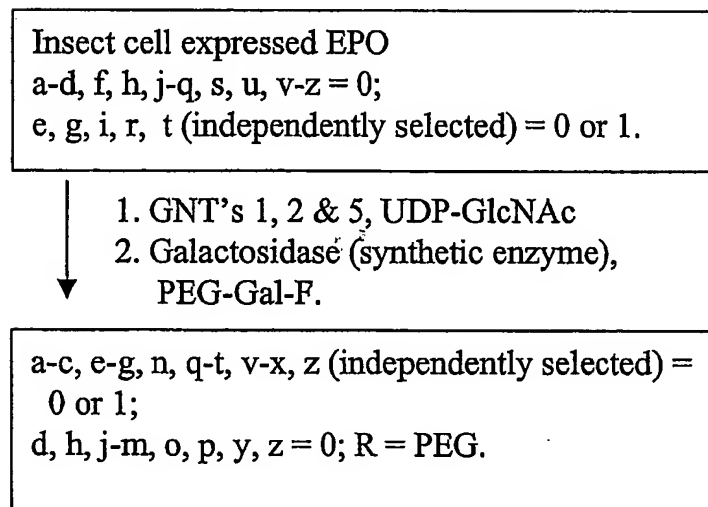 Insect cell expressed EPO
a-d, f, h, j-q, s, u, v-z = 0;
e, g, i, r, t (independently selected) = 0 or 1.
1. GNT's 1, 2 & 5, UDP-GlcNAc
2. Galactosidase (synthetic enzyme),
PEG-Gal-F.
a-c, e-g, n, q-t, v-x, z (independently selected) =
0 or 1;
d, h, j-m, o, p, y, z = 0; R = PEG.